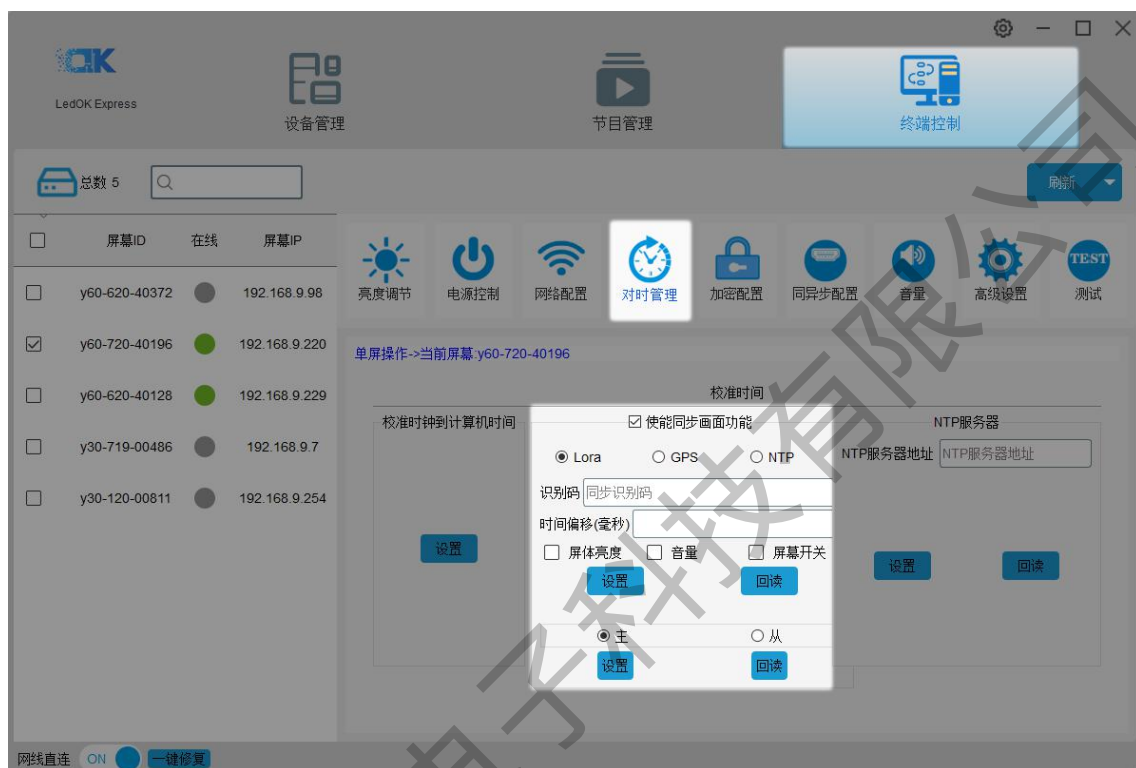 OK
LedOK Express
设备管理
节目管理
终端控制
总数 5
刷新
屏幕ID 在线 屏幕IP
y60-620-40372 192.168.9.98
y60-720-40196 192.168.9.220
y60-620-40128 192.168.9.229
y30-719-00486 192.168.9.7
y30-120-00811 192.168.9.254
亮度调节 电源控制 网络配置 对时管理 加密配置 同异步配置 音量 高级设置 TEST 测试
单屏操作->当前屏幕:y60-720-40196
校准时间
校准时钟到计算机时间
设置
使能同步画面功能
Lora GPS NTP
识别码 同步识别码
时间偏移(毫秒)
屏体亮度 音量 屏幕开关
设置 回读
主 从
设置 回读
NTP服务器
NTP服务器地址 NTP服务器地址
设置 回读
网线直连 ON 一键修复
电子科技有限公司